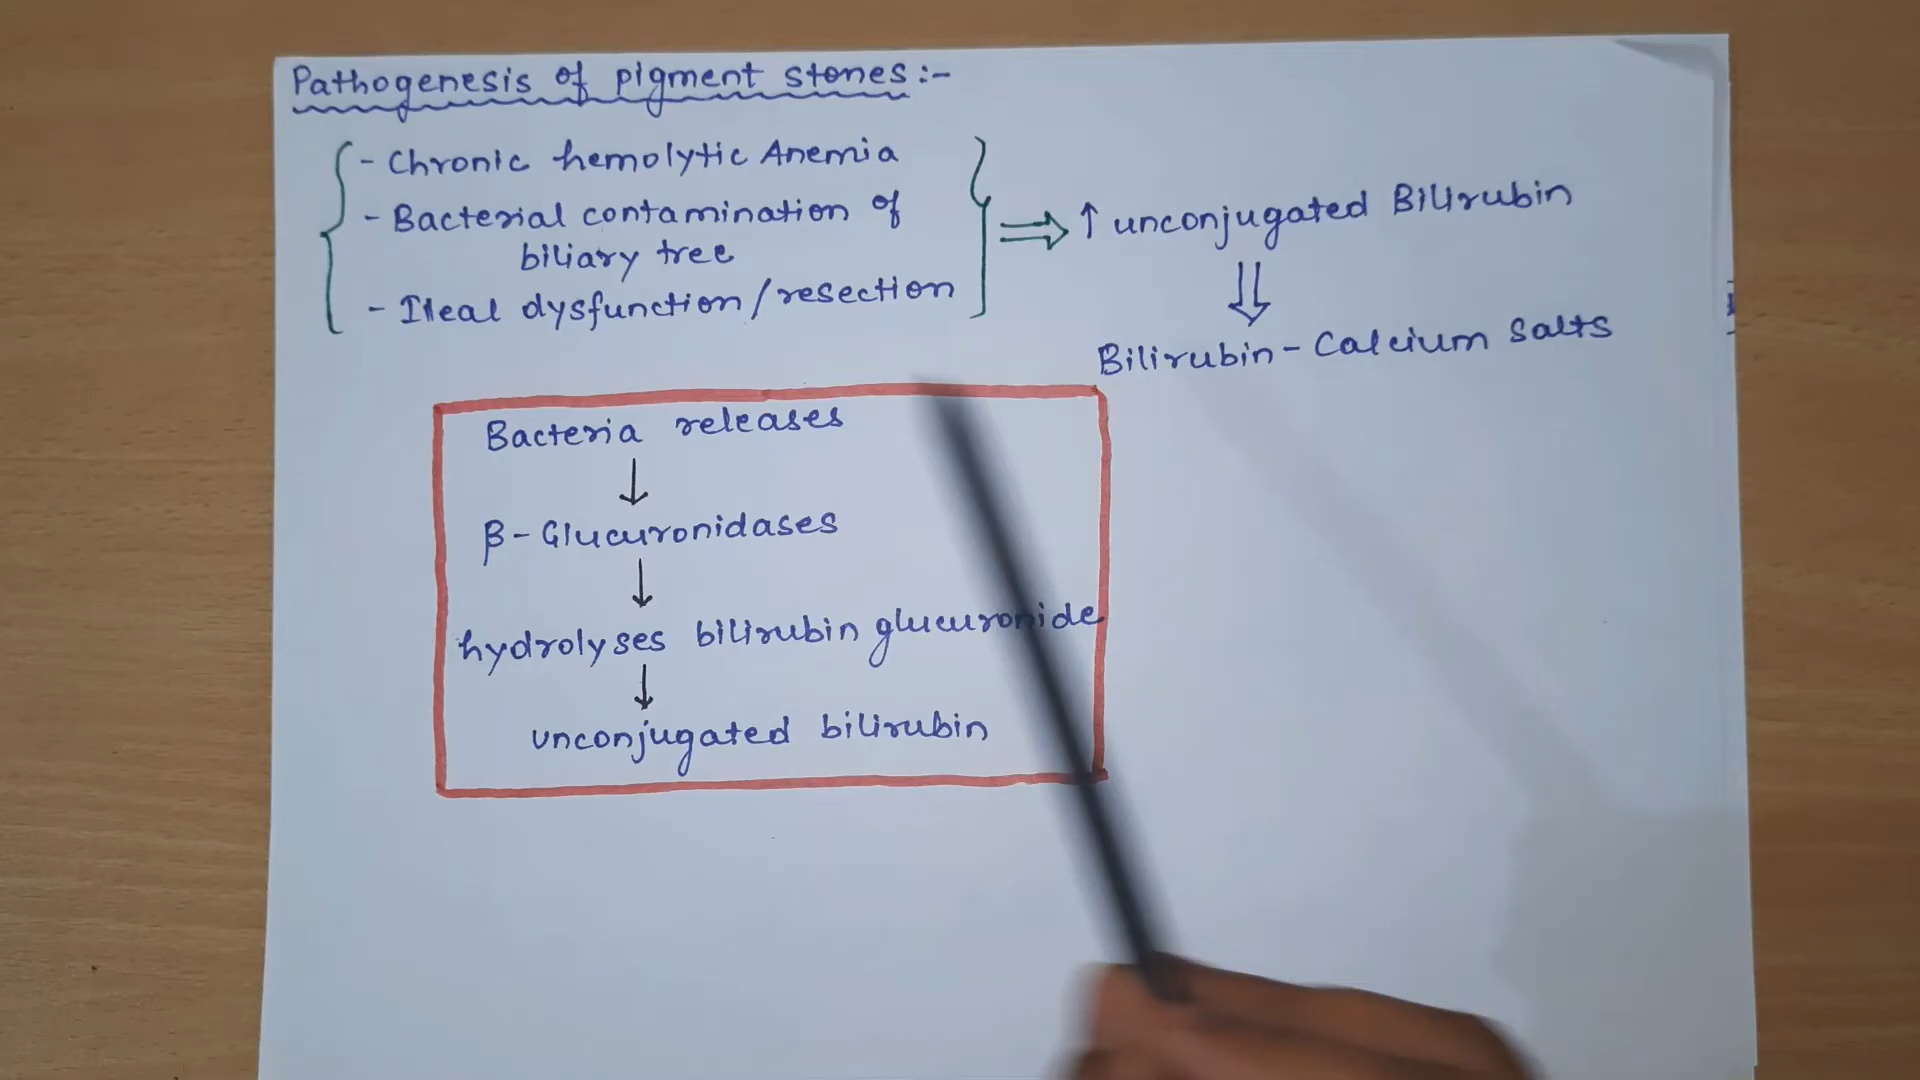 Pathogenesis of pigment stones:-
- Chronic hemolytic Anemia
- Bacterial contamination of
biliary tree
- Ileal dysfunction/resection
⇒ ↑ unconjugated Bilirubin
⇓
Bilirubin-Calcium Salts
Bacteria releases
↓
β-Glucuronidases
↓
hydrolyses bilirubin glucuronide
↓
unconjugated bilirubin